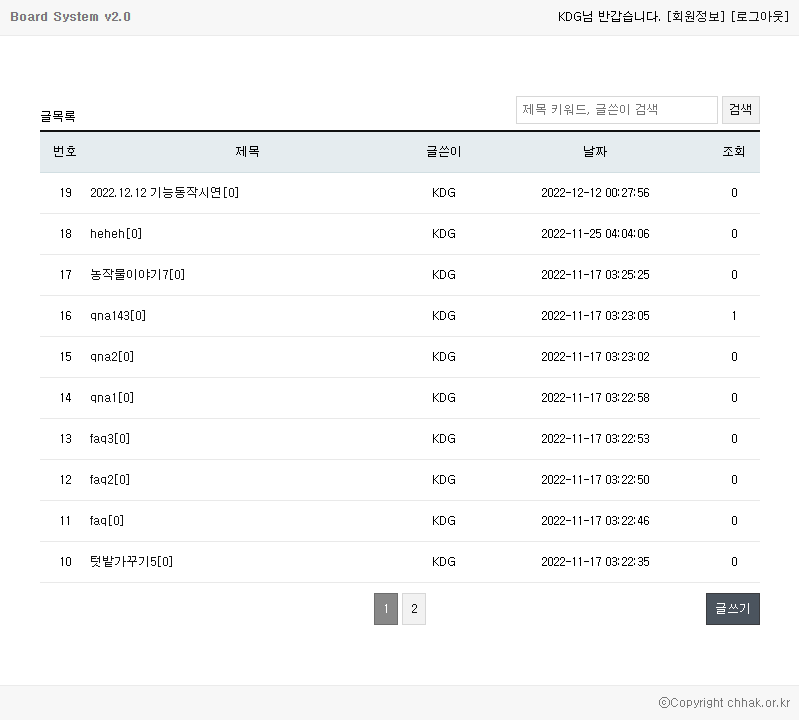 Board System v2.0
KDG님 반갑습니다. [회원정보] [로그아웃]
글목록
제목 키워드, 글쓴이 검색
검색
번호 제목 글쓴이 날짜 조회
19 2022.12.12 기능동작시연[0] KDG 2022-12-12 00:27:56 0
18 heheh[0] KDG 2022-11-25 04:04:06 0
17 농작물이야기7[0] KDG 2022-11-17 03:25:25 0
16 qna143[0] KDG 2022-11-17 03:23:05 1
15 qna2[0] KDG 2022-11-17 03:23:02 0
14 qna1[0] KDG 2022-11-17 03:22:58 0
13 faq3[0] KDG 2022-11-17 03:22:53 0
12 faq2[0] KDG 2022-11-17 03:22:50 0
11 faq[0] KDG 2022-11-17 03:22:46 0
10 텃밭가꾸기5[0] KDG 2022-11-17 03:22:35 0
1 2
글쓰기
ⓒCopyright chhak.or.kr